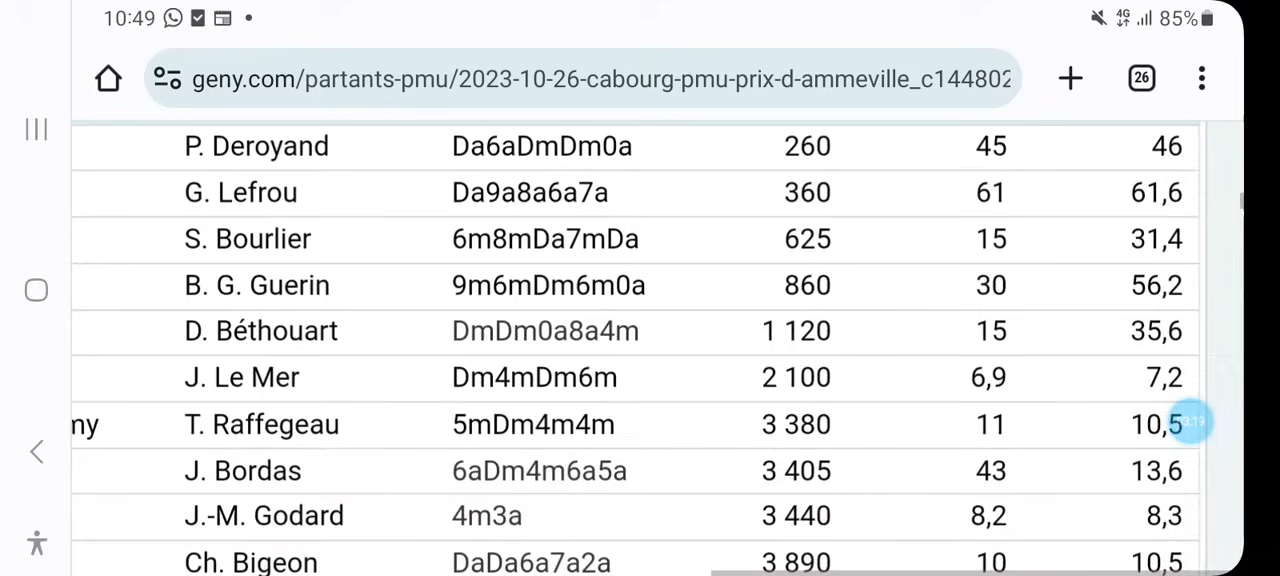 10:49 4G 85%
geny.com/partants-pmu/2023-10-26-cabourg-pmu-prix-d-ammeville_c144802 26
P. Deroyand Da6aDmDm0a 260 45 46
G. Lefrou Da9a8a6a7a 360 61 61,6
S. Bourlier 6m8mDa7mDa 625 15 31,4
B. G. Guerin 9m6mDm6m0a 860 30 56,2
D. Béthouart DmDm0a8a4m 1 120 15 35,6
J. Le Mer Dm4mDm6m 2 100 6,9 7,2
ny T. Raffegeau 5mDm4m4m 3 380 11 10,5
J. Bordas 6aDm4m6a5a 3 405 43 13,6
J.-M. Godard 4m3a 3 440 8,2 8,3
Ch. Bigeon DaDa6a7a2a 3 890 10 10,5